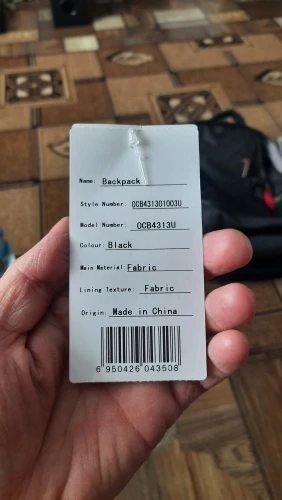 Name: Backpack
Style Number: OCB431301003U
Model Number: OCB4313U
Colour: Black
Main Material: Fabric
Lining Texture: Fabric
Origin: Made in China
6 950426 043508